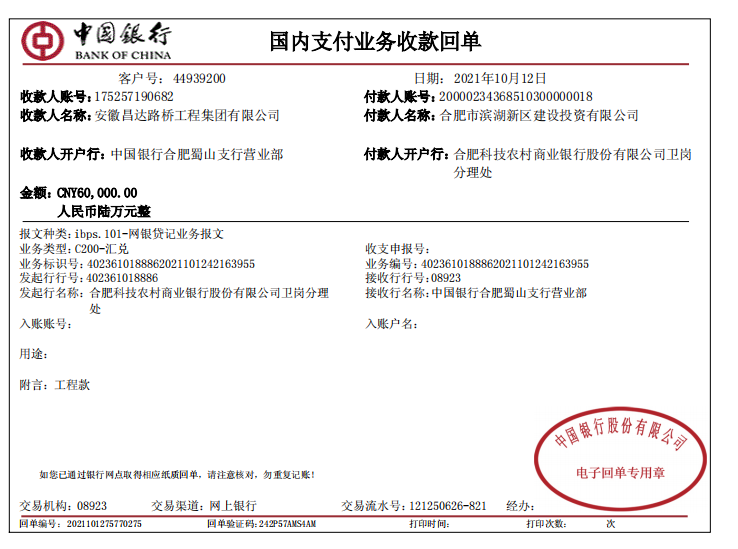 中国银行
BANK OF CHINA
国内支付业务收款回单
客户号: 44939200 日期: 2021年10月12日
收款人账号: 175257190682 付款人账号: 20000234368510300000018
收款人名称: 安徽昌达路桥工程集团有限公司 付款人名称: 合肥市滨湖新区建设投资有限公司
收款人开户行: 中国银行合肥蜀山支行营业部 付款人开户行: 合肥科技农村商业银行股份有限公司卫岗
分理处
金额: CNY60,000.00
人民币陆万元整
报文种类: ibps.101-网银贷记业务报文
业务类型: C200-汇兑 收支申报号:
业务标识号: 4023610188862021101242163955 业务编号: 4023610188862021101242163955
发起行行号: 402361018886 接收行行号: 08923
发起行名称: 合肥科技农村商业银行股份有限公司卫岗分理 接收行名称: 中国银行合肥蜀山支行营业部
处
入账账号: 入账户名:
用途:
附言: 工程款
中国银行股份有限公司
电子回单专用章
如您已通过银行网点取得相应纸质回单，请注意核对，勿重复记账!
交易机构: 08923 交易渠道: 网上银行 交易流水号: 121250626-821 经办:
回单编号: 2021101275770275 回单验证码: 242P57AMS4AM 打印时间: 打印次数: 次